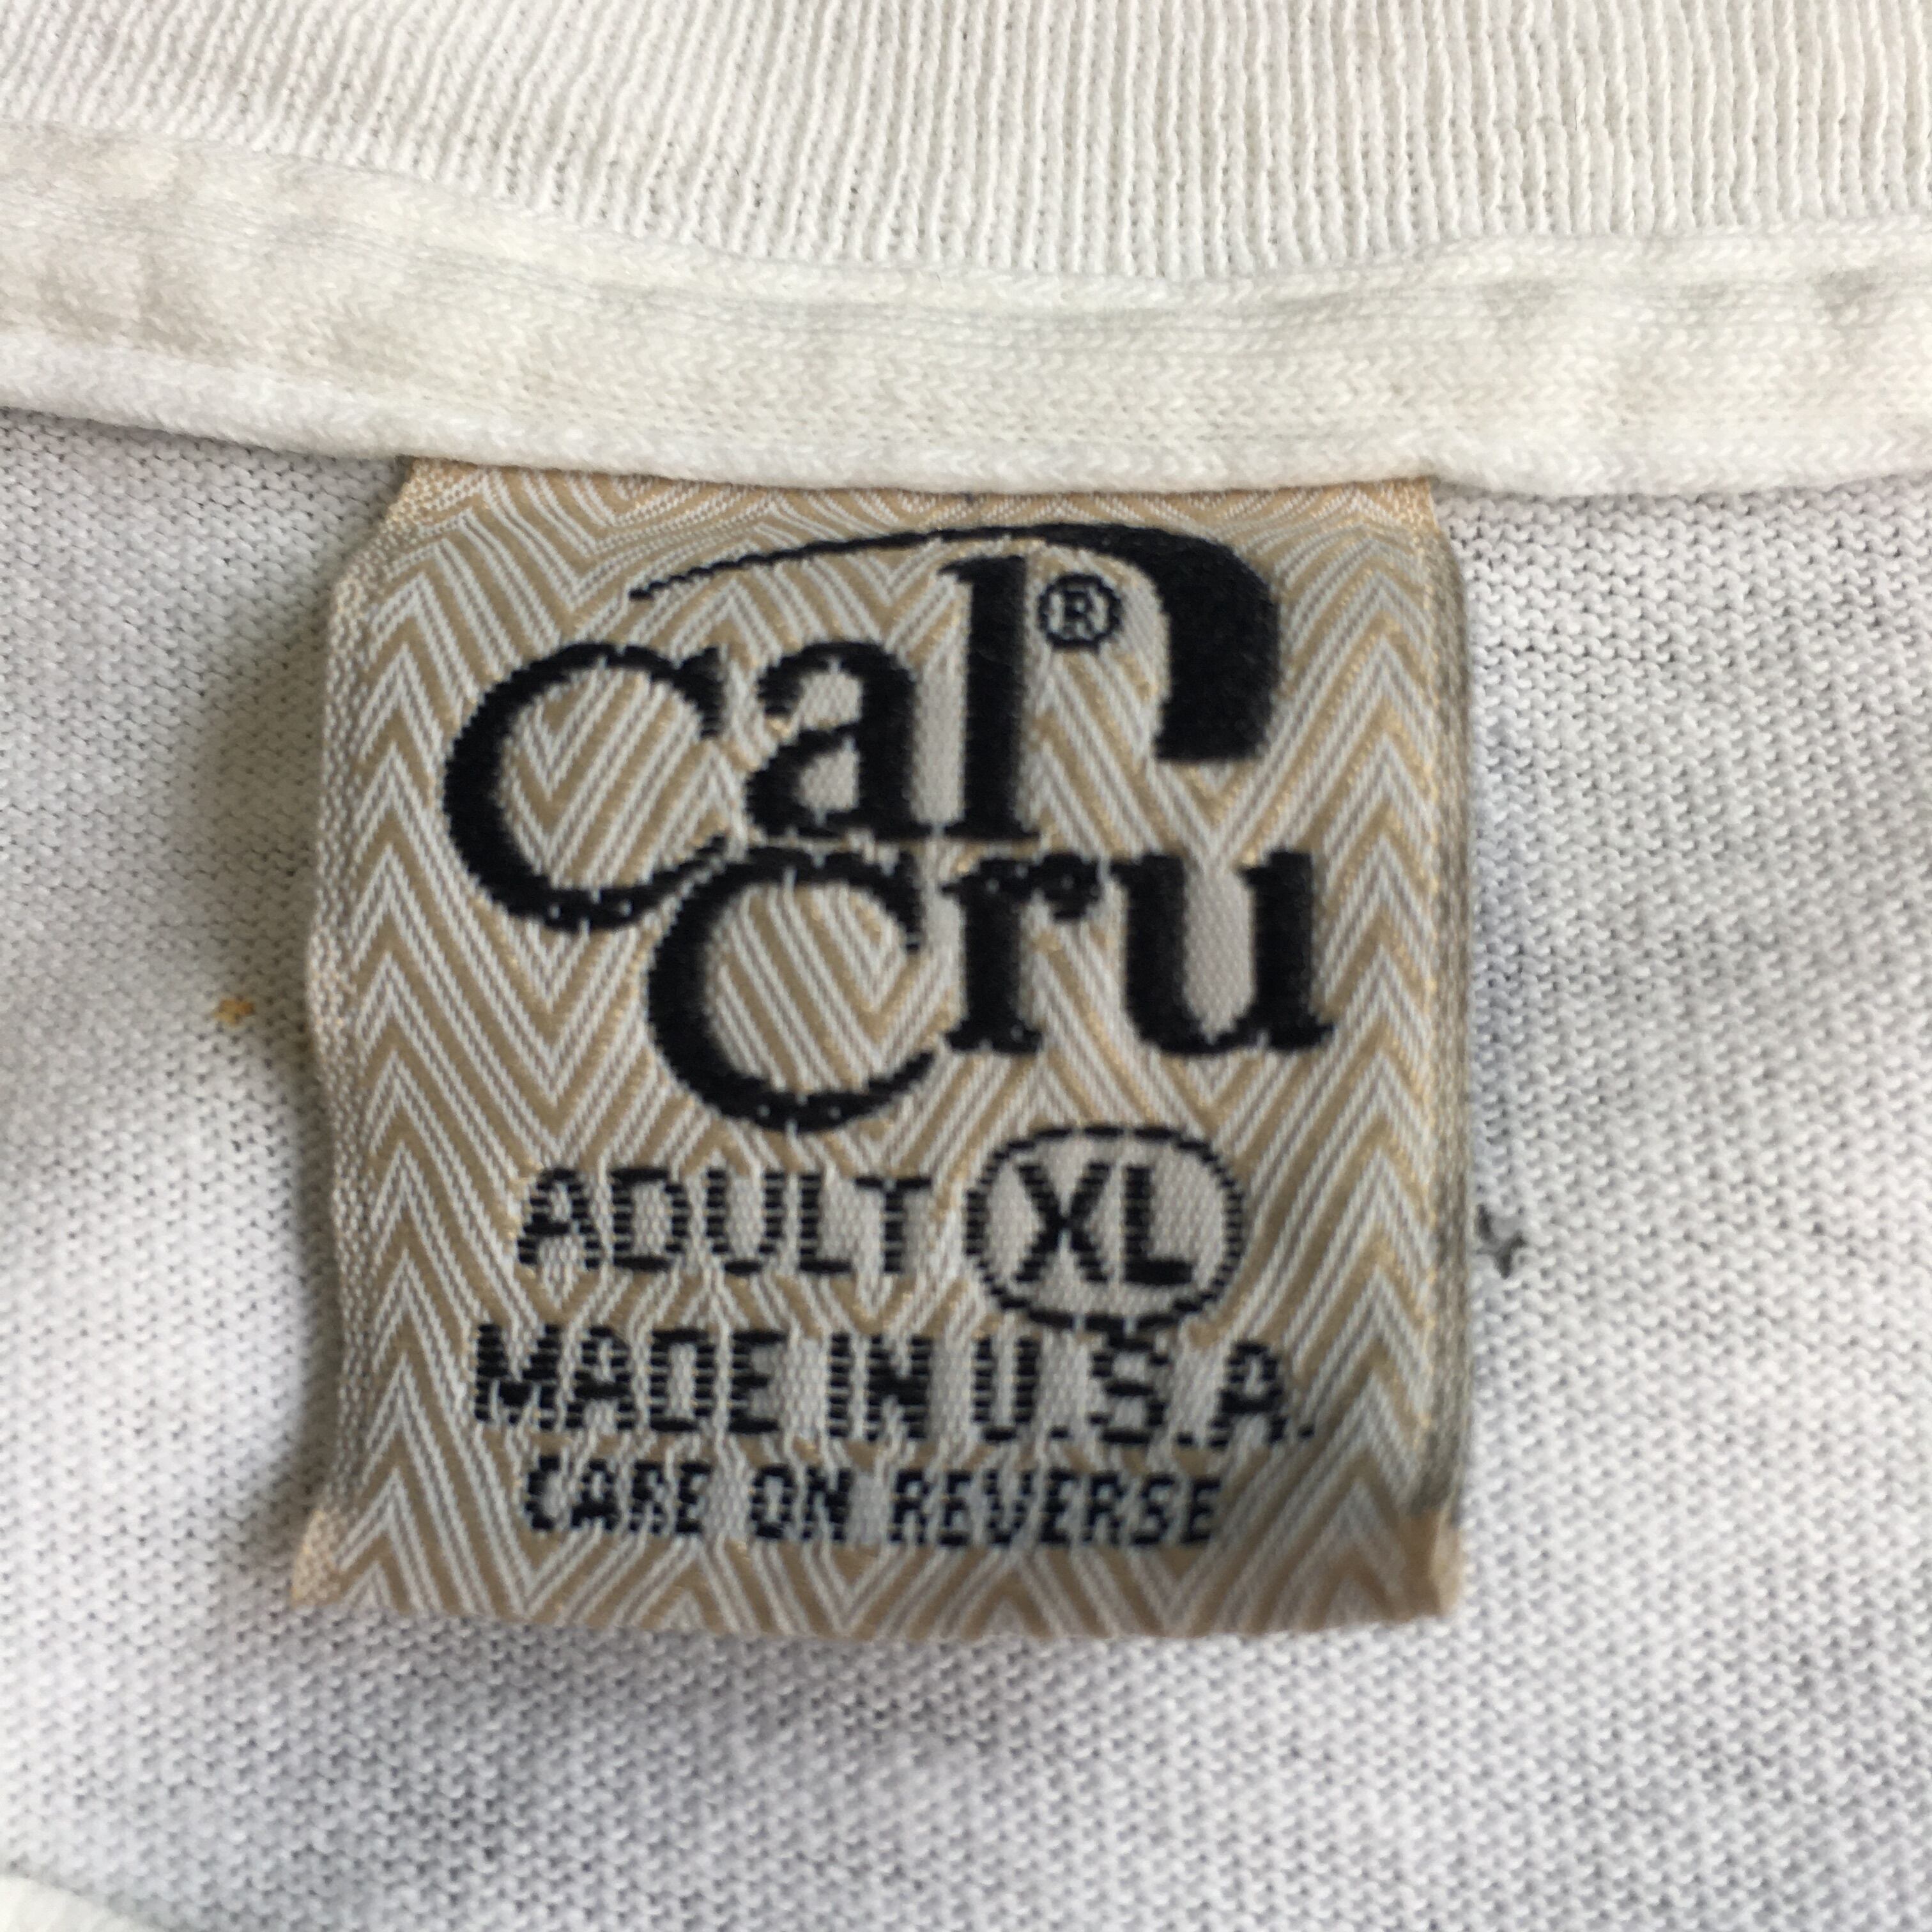 Cal®
Cru
ADULT XL
MADE IN U.S.A.
CARE ON REVERSE